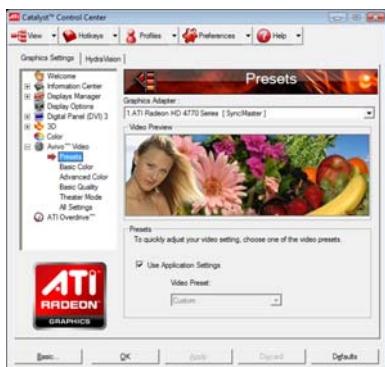 Catalyst™ Control Center
View Hotkeys Profiles Preferences Help
Graphics Settings HydraVision
Welcome
Information Center
Displays Manager
Display Options
Digital Panel (DVI) 3
3D
Color
Avivo™ Video
Presets
Basic Color
Advanced Color
Basic Quality
Theater Mode
All Settings
ATI Overdrive™
ATI
RADEON
GRAPHICS
Presets
Graphics Adapter :
1.ATI Radeon HD 4770 Series [ SyncMaster ]
Video Preview
Presets
To quickly adjust your video setting, choose one of the video presets.
Use Application Settings
Video Preset:
Custom
Basic... OK Apply Discard Defaults